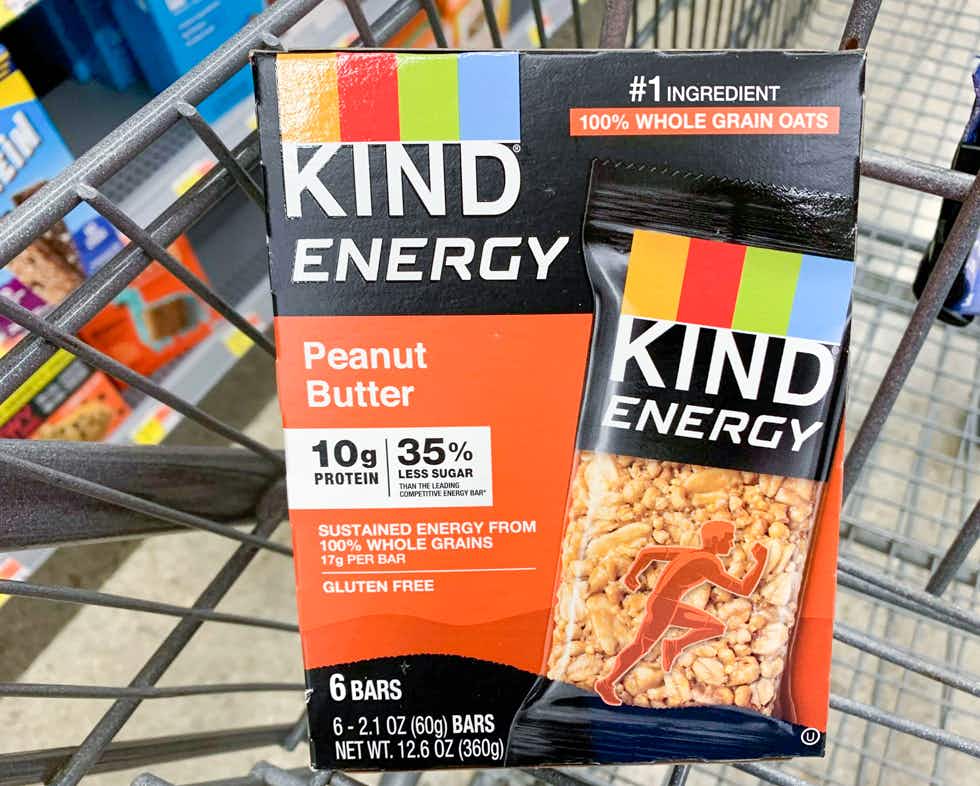 KIND®
ENERGY
#1 INGREDIENT
100% WHOLE GRAIN OATS
Peanut
Butter
10g
PROTEIN
35%
LESS SUGAR
THAN THE LEADING
COMPETITIVE ENERGY BAR*
SUSTAINED ENERGY FROM
100% WHOLE GRAINS
17g PER BAR
GLUTEN FREE
6 BARS
6 - 2.1 OZ (60g) BARS
NET WT. 12.6 OZ (360g)
KIND®
ENERGY
U
EIN